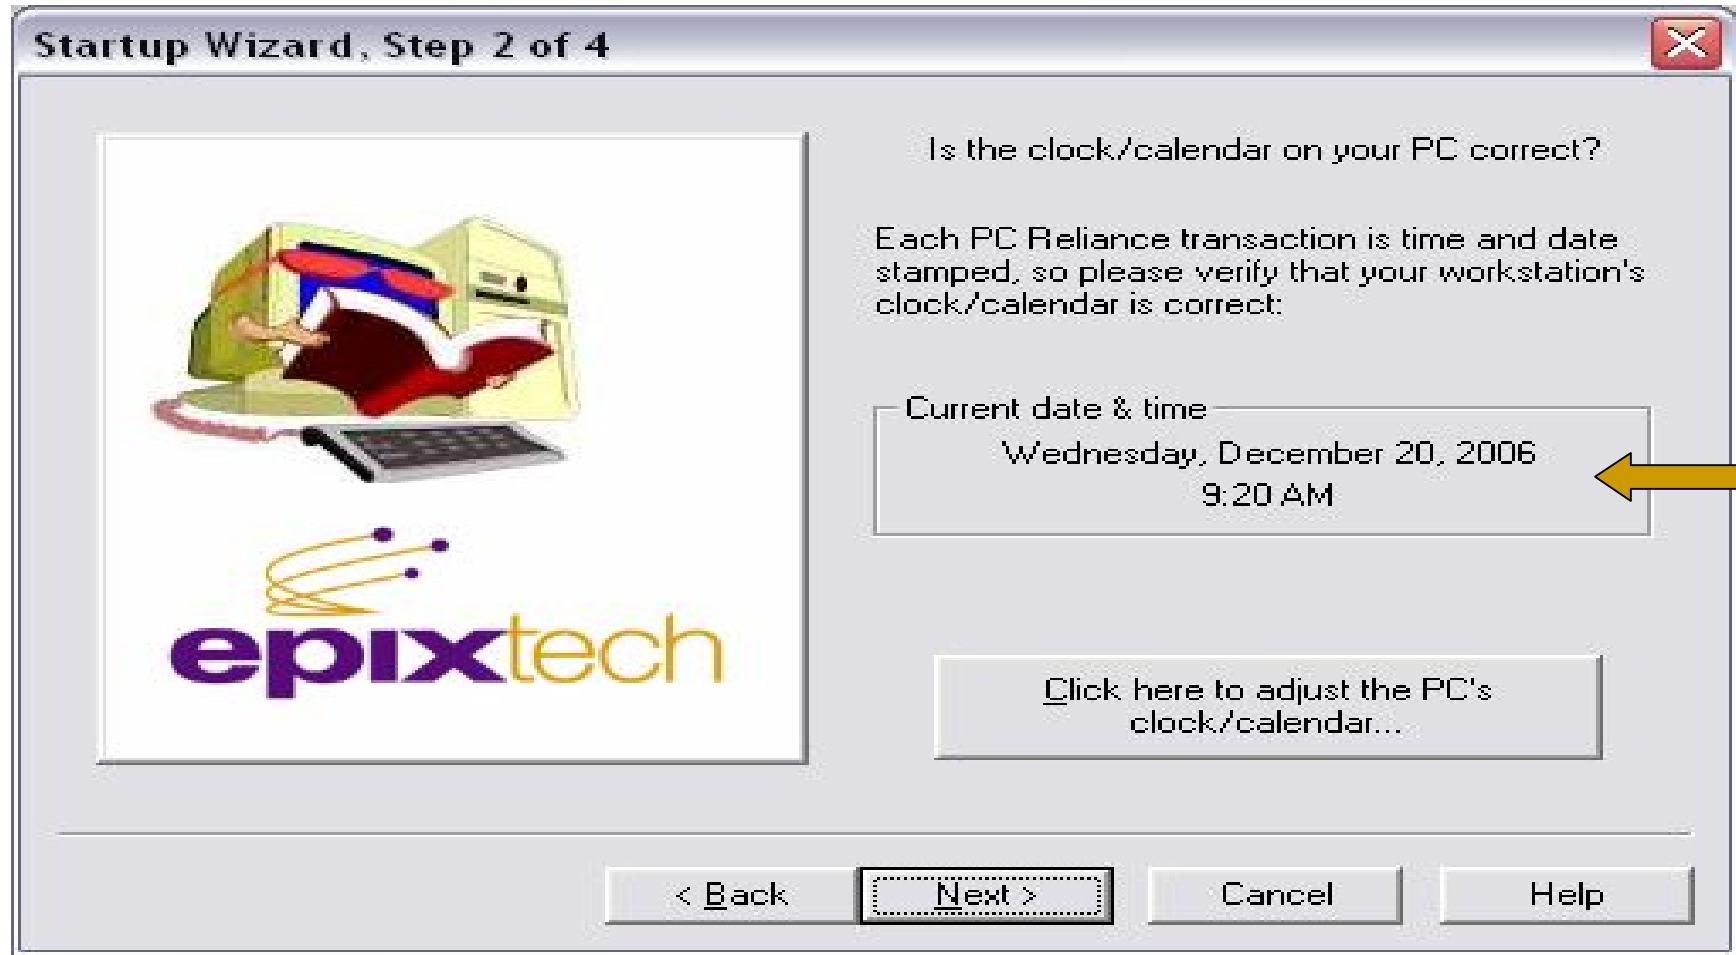 Startup Wizard, Step 2 of 4
Is the clock/calendar on your PC correct?
Each PC Reliance transaction is time and date
stamped, so please verify that your workstation's
clock/calendar is correct:
Current date & time
Wednesday, December 20, 2006
9:20 AM
epixtech
Click here to adjust the PC's
clock/calendar...
< Back Next > Cancel Help